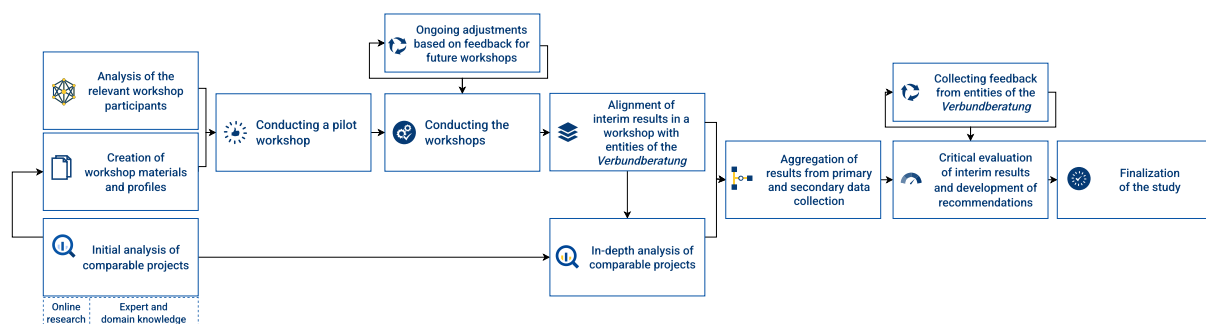 Ongoing adjustments
based on feedback for
future workshops
Analysis of the
relevant workshop
participants
Collecting feedback
from entities of the
Verbundberatung
Conducting a pilot
workshop
Conducting the
workshops
Alignment of
interim results in a
workshop with
entities of the
Verbundberatung
Creation of
workshop materials
and profiles
Aggregation of
results from primary
and secondary data
collection
Critical evaluation
of interim results
and development of
recommendations
Finalization
of the study
Initial analysis of
comparable projects
In-depth analysis of
comparable projects
Online
research
Expert and
domain knowledge